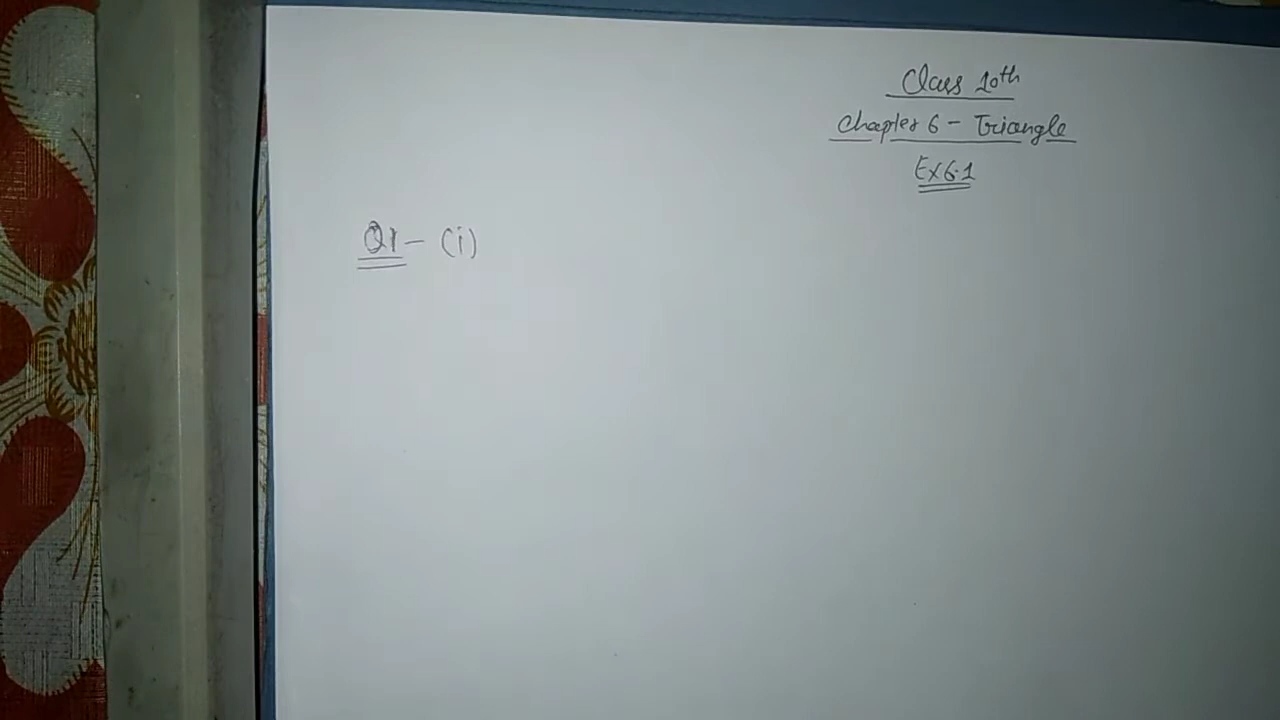 Class 10th
Chapter 6 - Triangle
Ex 6.1
Q1 - (i)